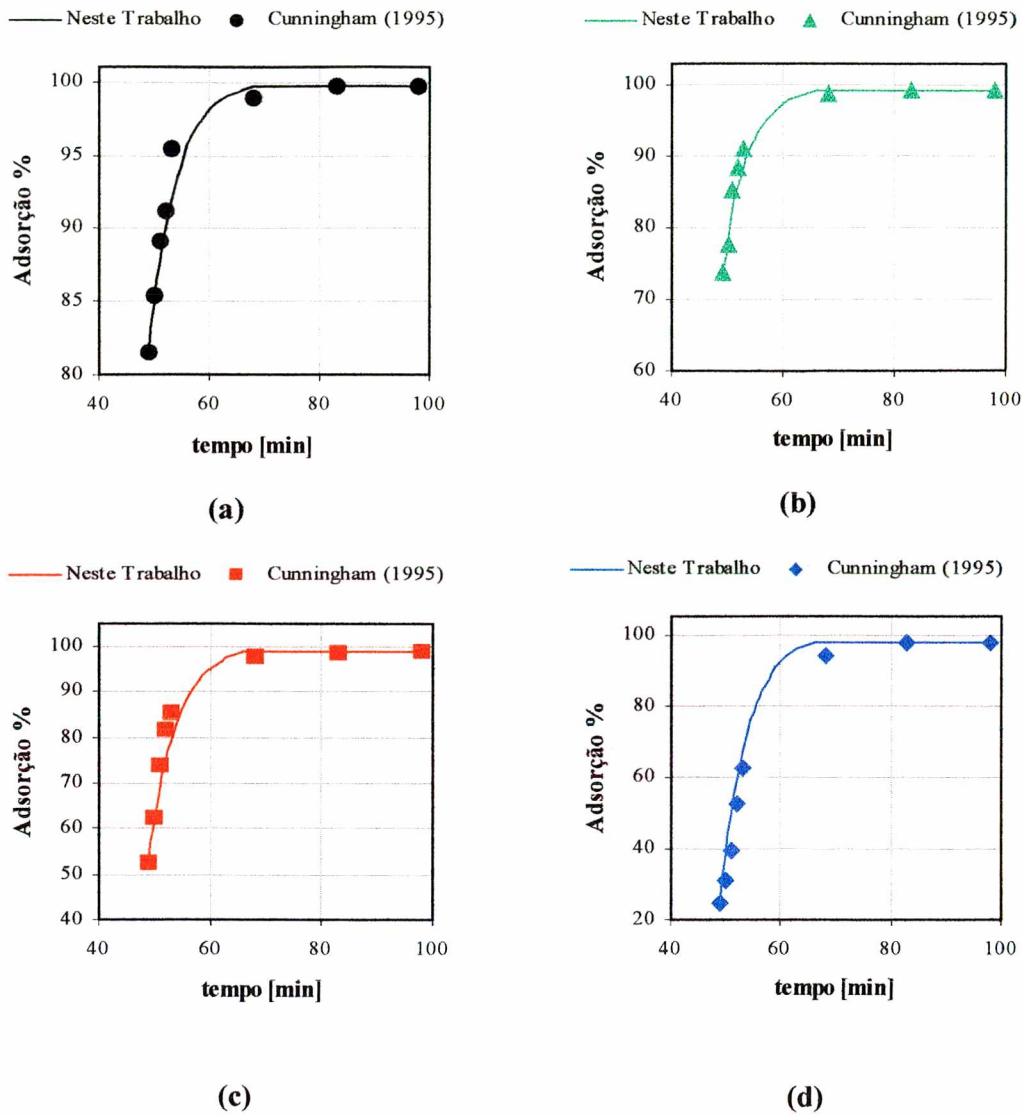 Neste Trabalho Cunningham (1995)
100
95
90
85
80
Adsorção %
40 60 80 100
tempo [min]
(a)
Neste Trabalho Cunningham (1995)
100
90
80
70
60
Adsorção %
40 60 80 100
tempo [min]
(b)
Neste Trabalho Cunningham (1995)
100
90
80
70
60
50
40
Adsorção %
40 60 80 100
tempo [min]
(c)
Neste Trabalho Cunningham (1995)
100
80
60
40
20
Adsorção %
40 60 80 100
tempo [min]
(d)